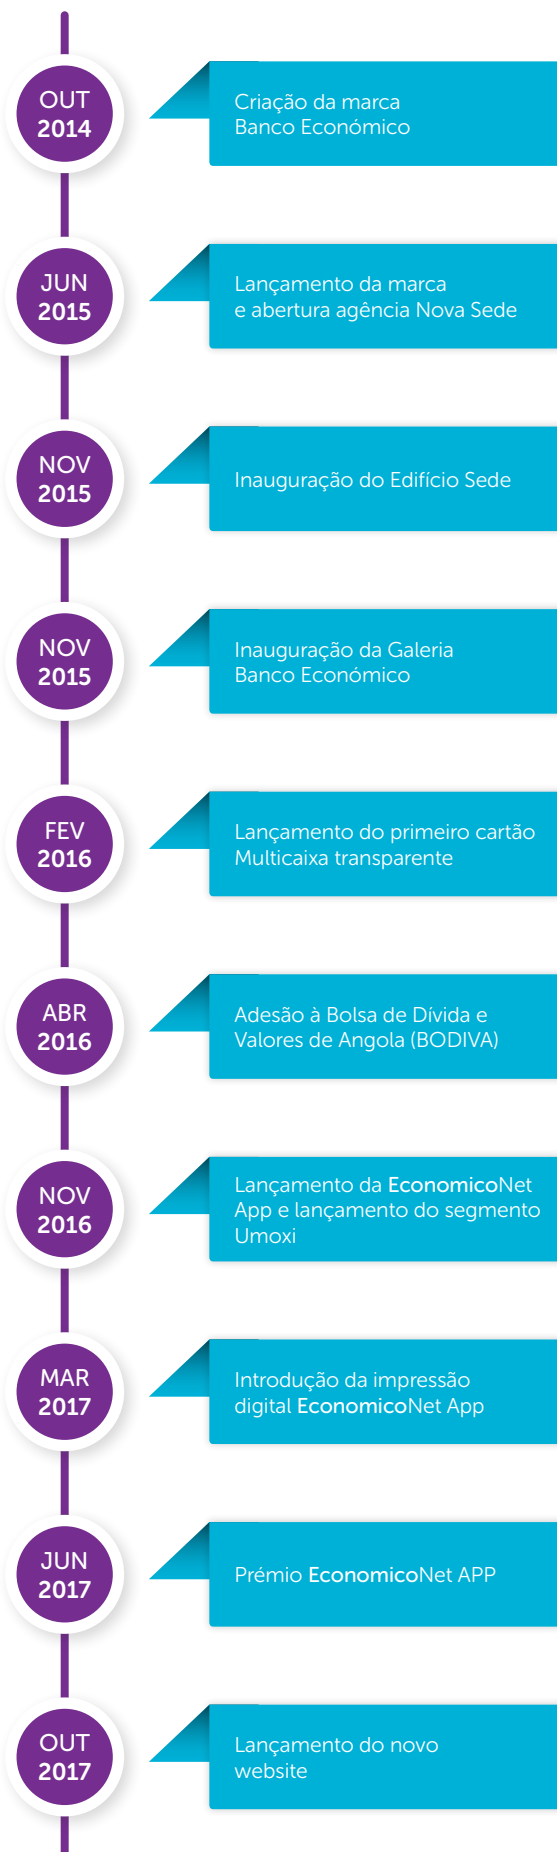 OUT
2014
Criação da marca
Banco Económico
JUN
2015
Lançamento da marca
e abertura agência Nova Sede
NOV
2015
Inauguração do Edifício Sede
NOV
2015
Inauguração da Galeria
Banco Económico
FEV
2016
Lançamento do primeiro cartão
Multicaixa transparente
ABR
2016
Adesão à Bolsa de Dívida e
Valores de Angola (BODIVA)
NOV
2016
Lançamento da EconomicoNet
App e lançamento do segmento
Umoxi
MAR
2017
Introdução da impressão
digital EconomicoNet App
JUN
2017
Prémio EconomicoNet APP
OUT
2017
Lançamento do novo
website